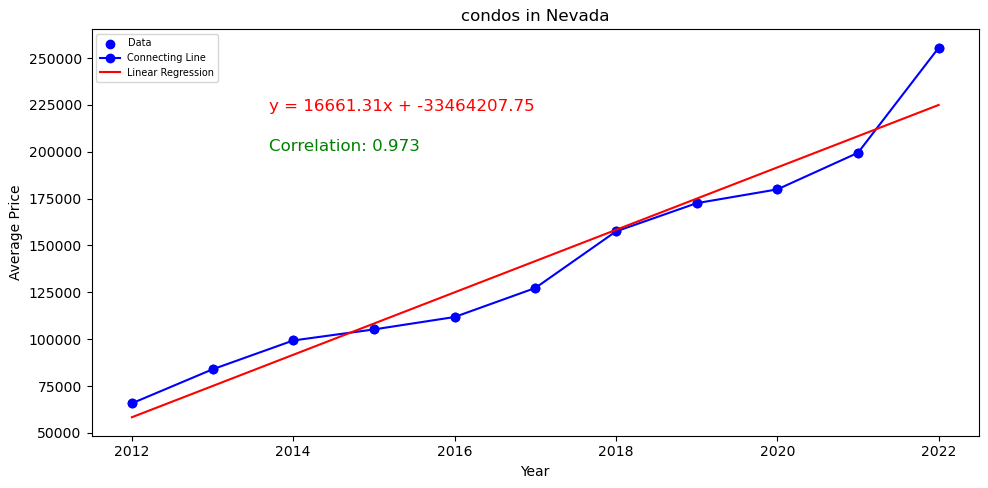 condos in Nevada
Data
Connecting Line
Linear Regression
y = 16661.31x + -33464207.75
Correlation: 0.973
Average Price
250000
225000
200000
175000
150000
125000
100000
75000
50000
2012 2014 2016 2018 2020 2022
Year